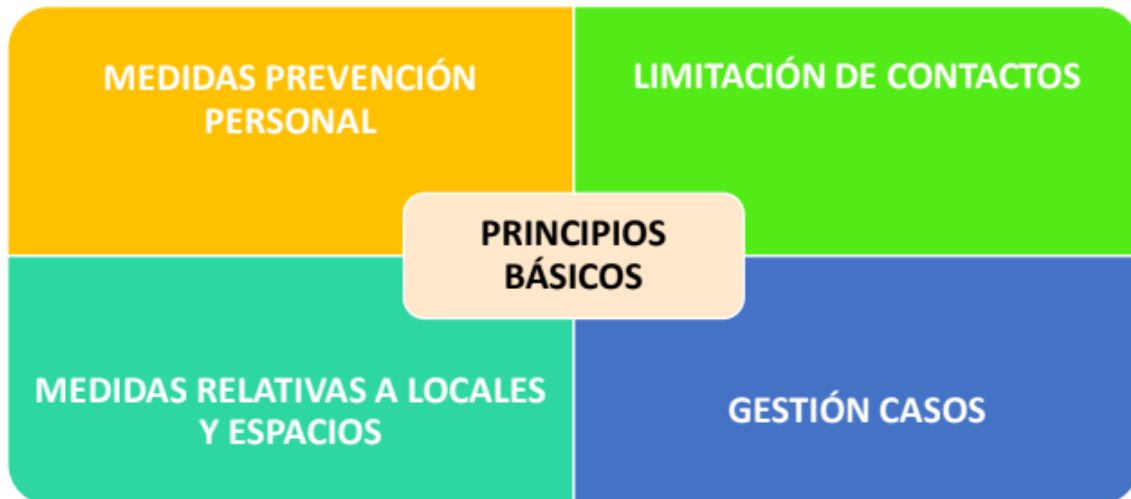 MEDIDAS PREVENCIÓN
PERSONAL
LIMITACIÓN DE CONTACTOS
PRINCIPIOS
BÁSICOS
MEDIDAS RELATIVAS A LOCALES
Y ESPACIOS
GESTIÓN CASOS